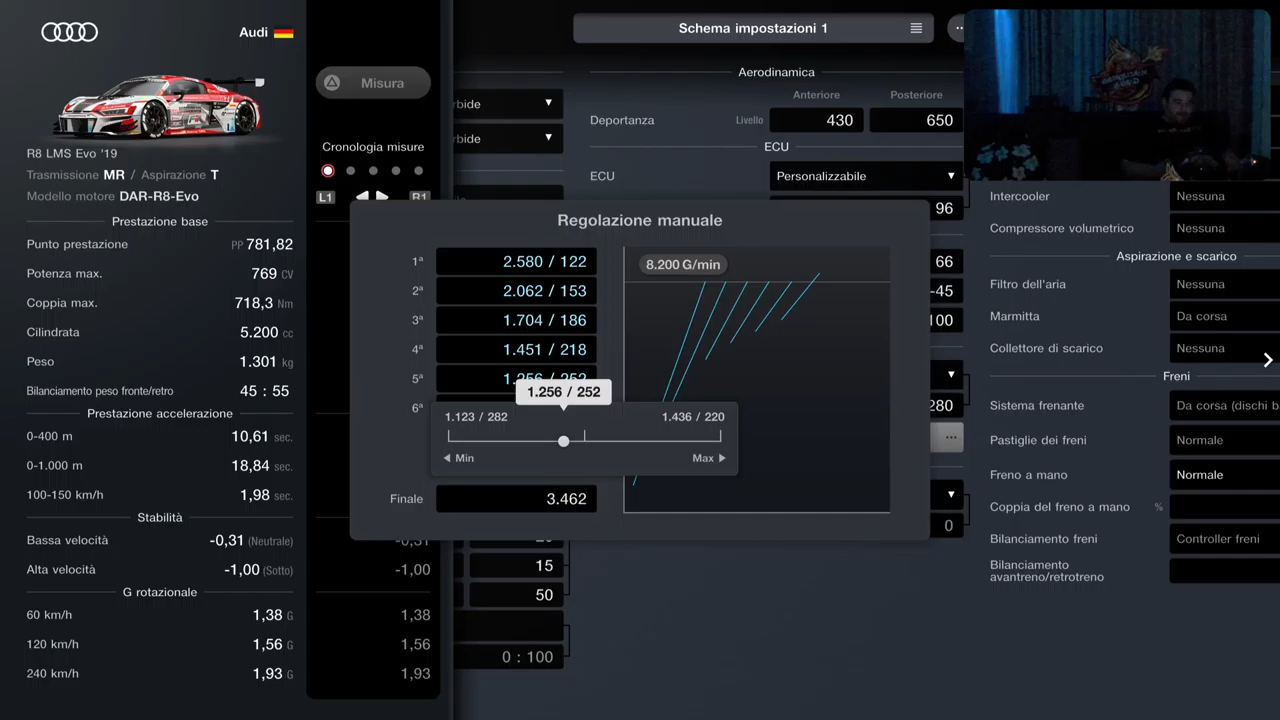 Audi
R8 LMS Evo '19
Trasmissione MR / Aspirazione T
Modello motore DAR-R8-Evo
Prestazione base
Punto prestazione PP 781,82
Potenza max. 769 CV
Coppia max. 718,3 Nm
Cilindrata 5.200 cc
Peso 1.301 kg
Bilanciamento peso fronte/retro 45 : 55
Prestazione accelerazione
0-400 m 10,61 sec.
0-1.000 m 18,84 sec.
100-150 km/h 1,98 sec.
Stabilità
Bassa velocità -0,31 (Neutrale)
Alta velocità -1,00 (Sotto)
G rotazionale
60 km/h 1,38 G
120 km/h 1,56 G
240 km/h 1,93 G
Misura
Cronologia misure
L1 R1
-0,31
-1,00
1,38
1,56
1,93
Schema impostazioni 1
Aerodinamica
Anteriore Posteriore
Deportanza Livello 430 650
ECU
ECU Personalizzabile
96
66
-45
100
280
0
15
50
0 : 100
Regolazione manuale
1ª 2.580 / 122
2ª 2.062 / 153
3ª 1.704 / 186
4ª 1.451 / 218
5ª 1.256 / 252
6ª
1.256 / 252
1.123 / 282 1.436 / 220
Min Max
Finale 3.462
8.200 G/min
Intercooler Nessuna
Compressore volumetrico Nessuna
Aspirazione e scarico
Filtro dell'aria Nessuna
Marmitta Da corsa
Collettore di scarico Nessuna
Freni
Sistema frenante Da corsa (dischi
Pastiglie dei freni Normale
Freno a mano Normale
Coppia del freno a mano %
Bilanciamento freni Controller freni
Bilanciamento
avantreno/retrotreno